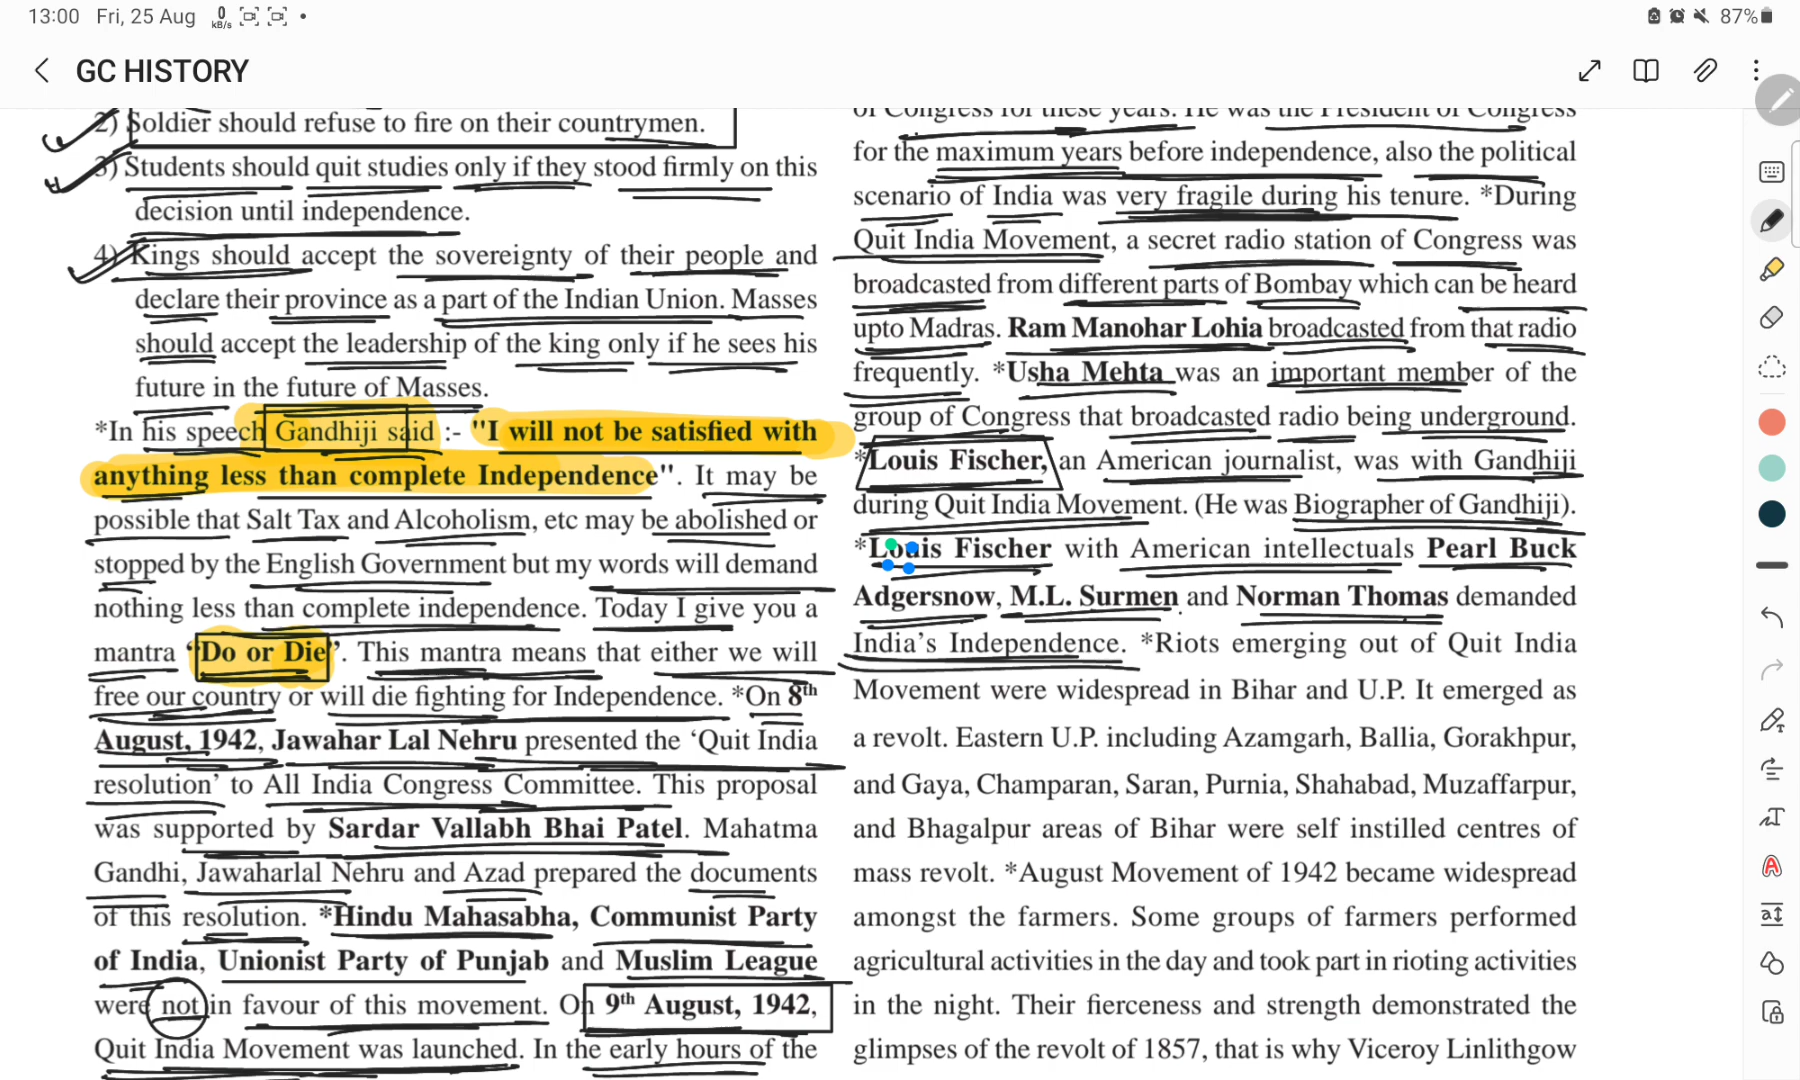 13:00 Fri, 25 Aug 0 kB/s 87%
GC HISTORY
2) Soldier should refuse to fire on their countrymen.
3) Students should quit studies only if they stood firmly on this
decision until independence.
4) Kings should accept the sovereignty of their people and
declare their province as a part of the Indian Union. Masses
should accept the leadership of the king only if he sees his
future in the future of Masses.
*In his speech Gandhiji said :- "I will not be satisfied with
anything less than complete Independence". It may be
possible that Salt Tax and Alcoholism, etc may be abolished or
stopped by the English Government but my words will demand
nothing less than complete independence. Today I give you a
mantra “Do or Die”. This mantra means that either we will
free our country or will die fighting for Independence. *On 8th
August, 1942, Jawahar Lal Nehru presented the ‘Quit India
resolution’ to All India Congress Committee. This proposal
was supported by Sardar Vallabh Bhai Patel. Mahatma
Gandhi, Jawaharlal Nehru and Azad prepared the documents
of this resolution. *Hindu Mahasabha, Communist Party
of India, Unionist Party of Punjab and Muslim League
were not in favour of this movement. On 9th August, 1942,
Quit India Movement was launched. In the early hours of the
of Congress for these years. He was the President of Congress
for the maximum years before independence, also the political
scenario of India was very fragile during his tenure. *During
Quit India Movement, a secret radio station of Congress was
broadcasted from different parts of Bombay which can be heard
upto Madras. Ram Manohar Lohia broadcasted from that radio
frequently. *Usha Mehta was an important member of the
group of Congress that broadcasted radio being underground.
*Louis Fischer, an American journalist, was with Gandhiji
during Quit India Movement. (He was Biographer of Gandhiji).
*Louis Fischer with American intellectuals Pearl Buck
Adgersnow, M.L. Surmen and Norman Thomas demanded
India’s Independence. *Riots emerging out of Quit India
Movement were widespread in Bihar and U.P. It emerged as
a revolt. Eastern U.P. including Azamgarh, Ballia, Gorakhpur,
and Gaya, Champaran, Saran, Purnia, Shahabad, Muzaffarpur,
and Bhagalpur areas of Bihar were self instilled centres of
mass revolt. *August Movement of 1942 became widespread
amongst the farmers. Some groups of farmers performed
agricultural activities in the day and took part in rioting activities
in the night. Their fierceness and strength demonstrated the
glimpses of the revolt of 1857, that is why Viceroy Linlithgow